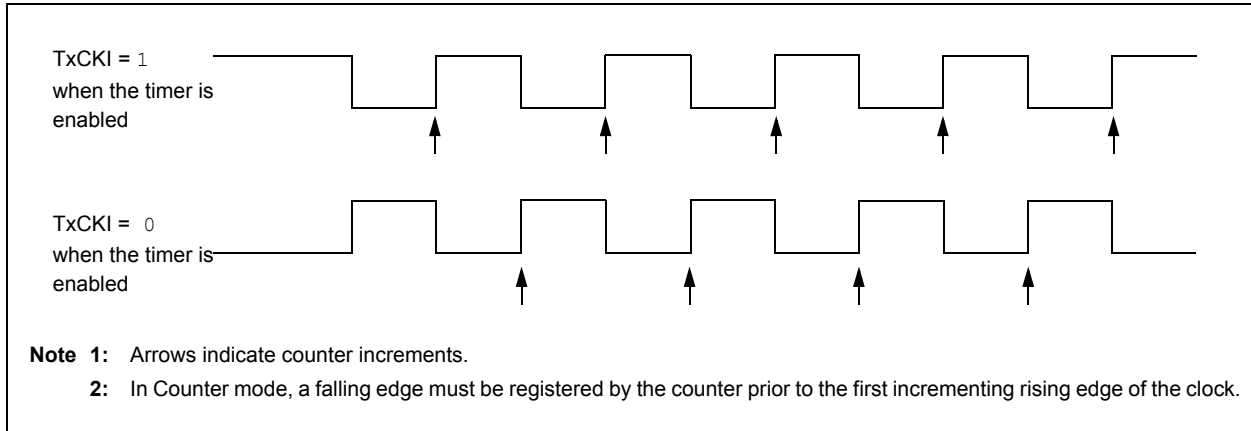 TxCKI = 1
when the timer is
enabled
TxCKI = 0
when the timer is
enabled
Note 1: Arrows indicate counter increments.
2: In Counter mode, a falling edge must be registered by the counter prior to the first incrementing rising edge of the clock.